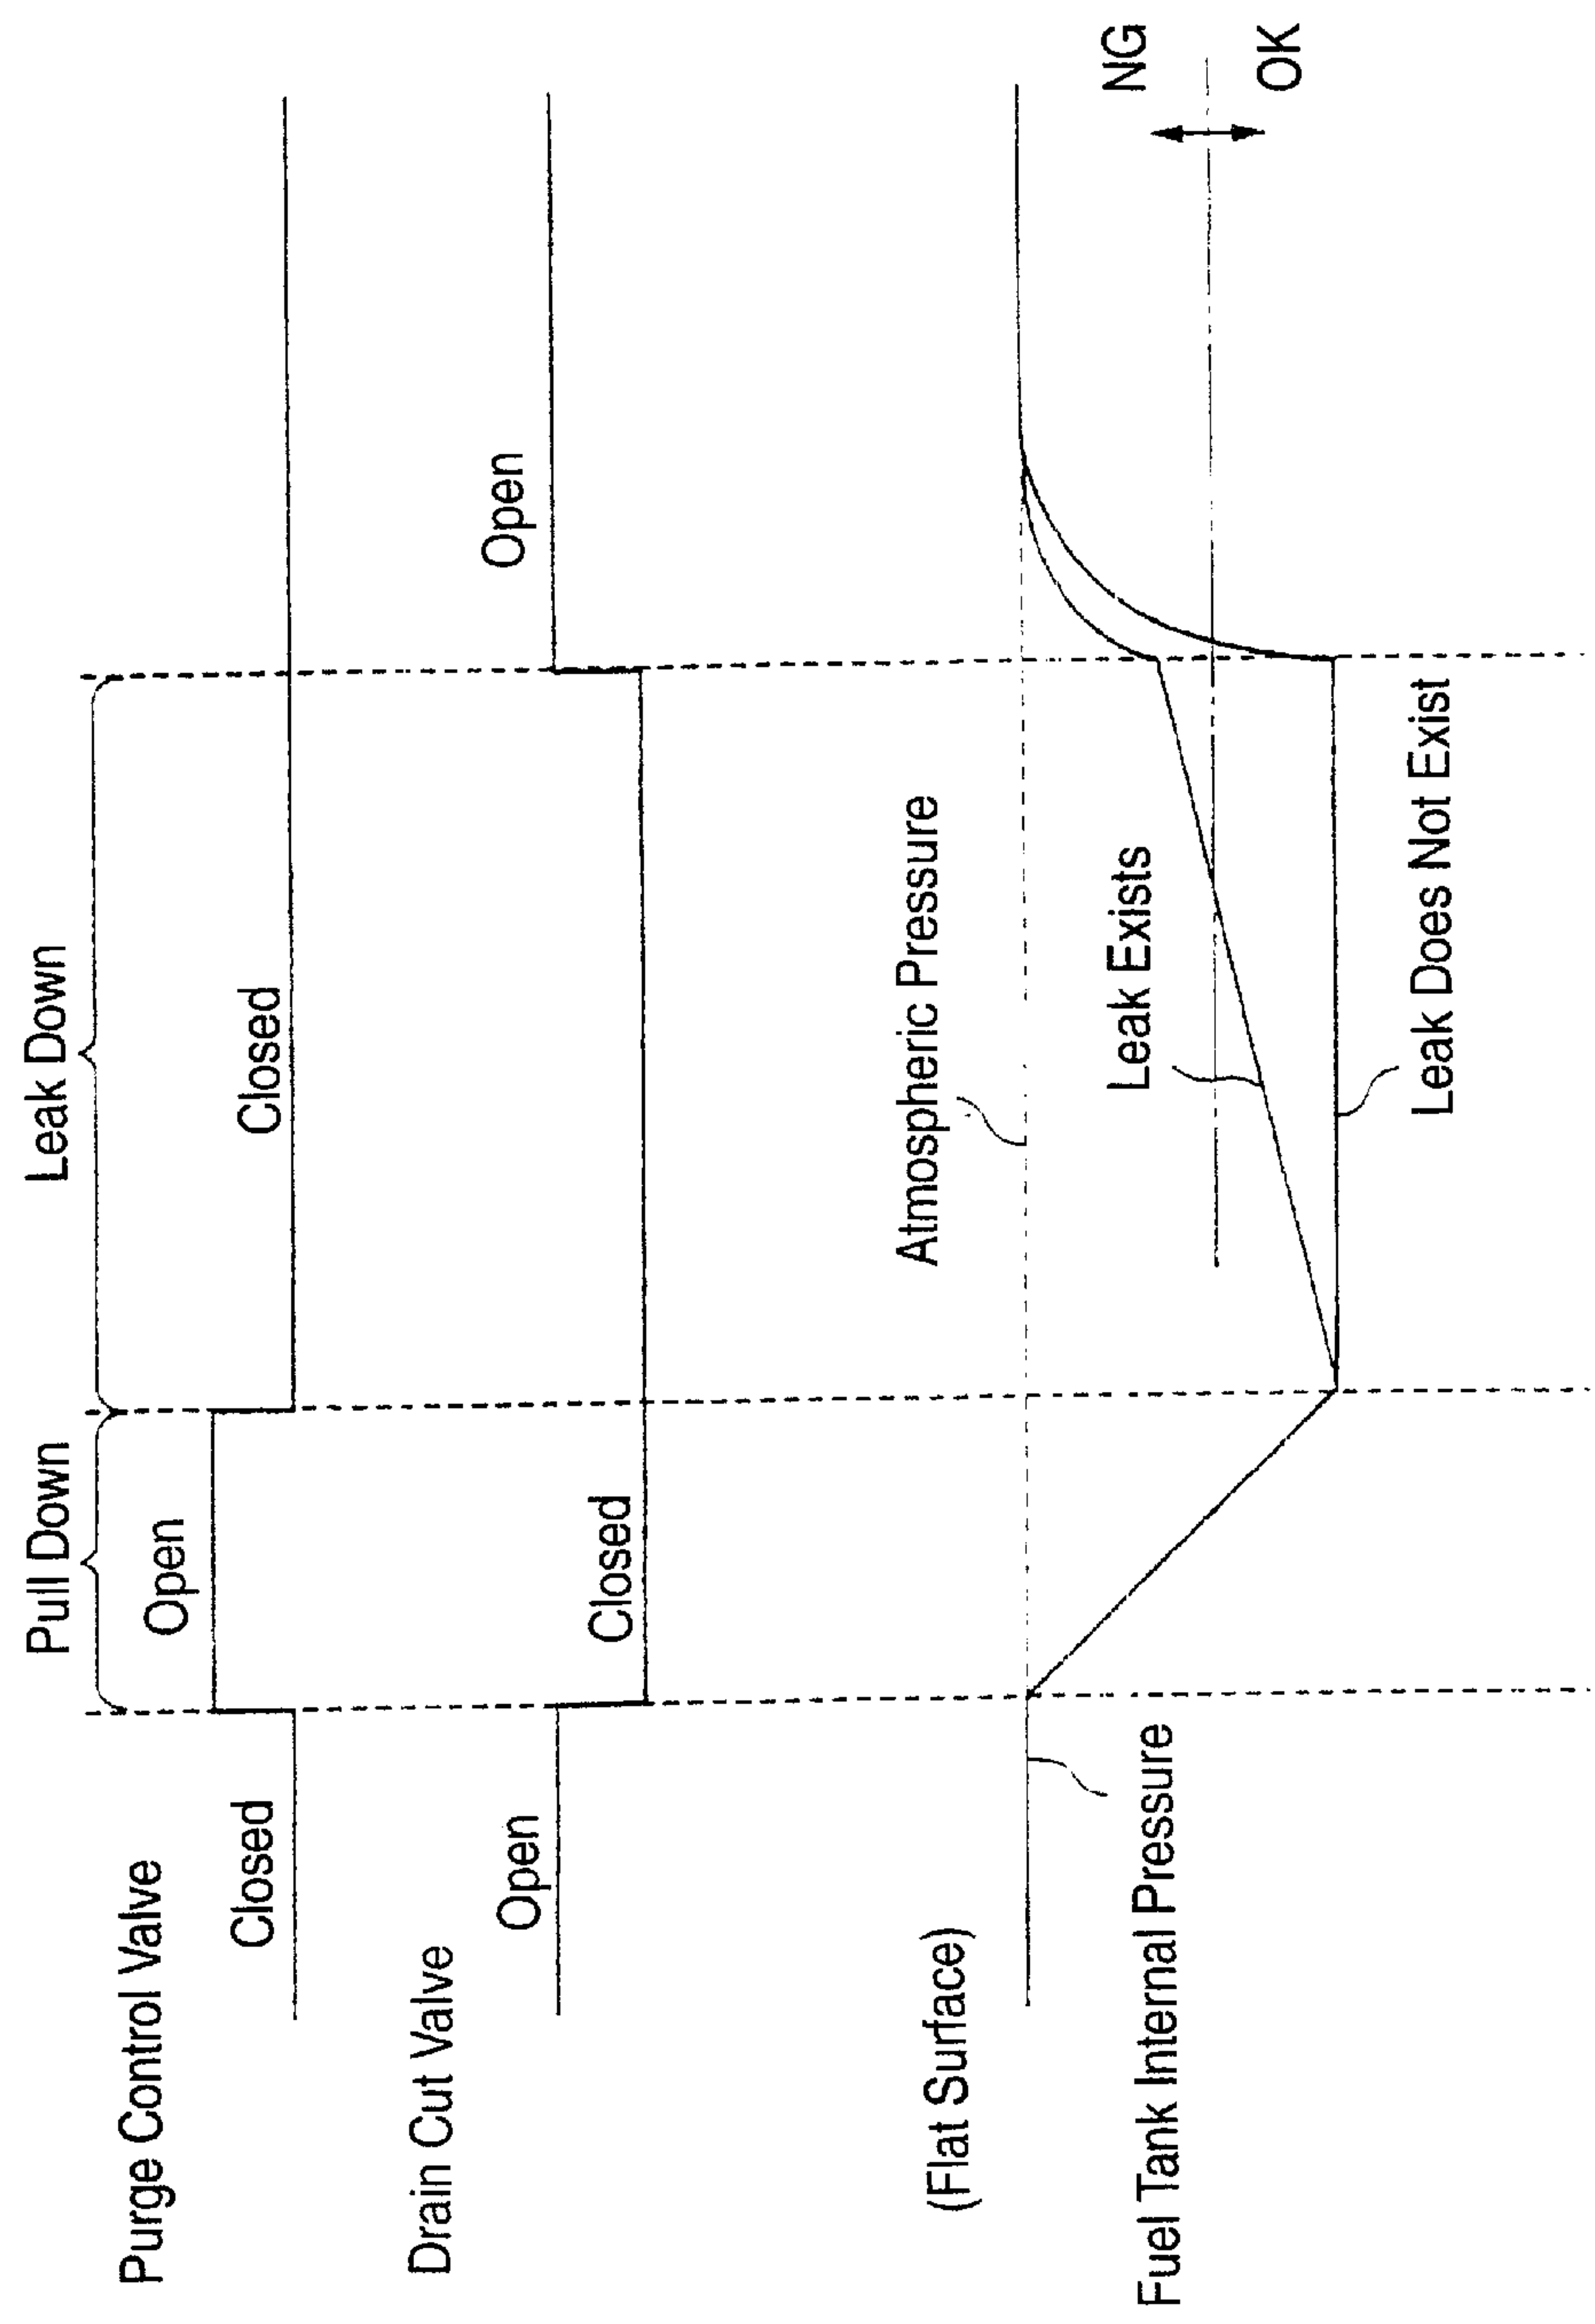 Pull Down
Leak Down
Purge Control Valve
Closed
Open
Closed
Drain Cut Valve
Open
Closed
Open
(Flat Surface)
Atmospheric Pressure
Fuel Tank Internal Pressure
Leak Exists
Leak Does Not Exist
NG
OK